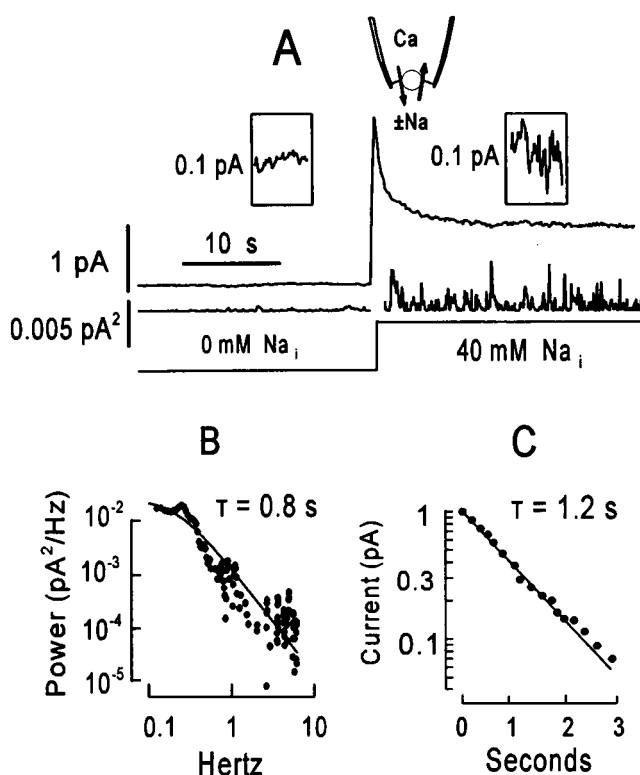 A
Ca
±Na
0.1 pA
0.1 pA
10 s
1 pA
0.005 pA²
0 mM Na i
40 mM Na i
B
τ = 0.8 s
Power (pA²/Hz)
10⁻²
10⁻³
10⁻⁴
10⁻⁵
0.1
1
10
Hertz
C
τ = 1.2 s
Current (pA)
1
0.3
0.1
0
1
2
3
Seconds